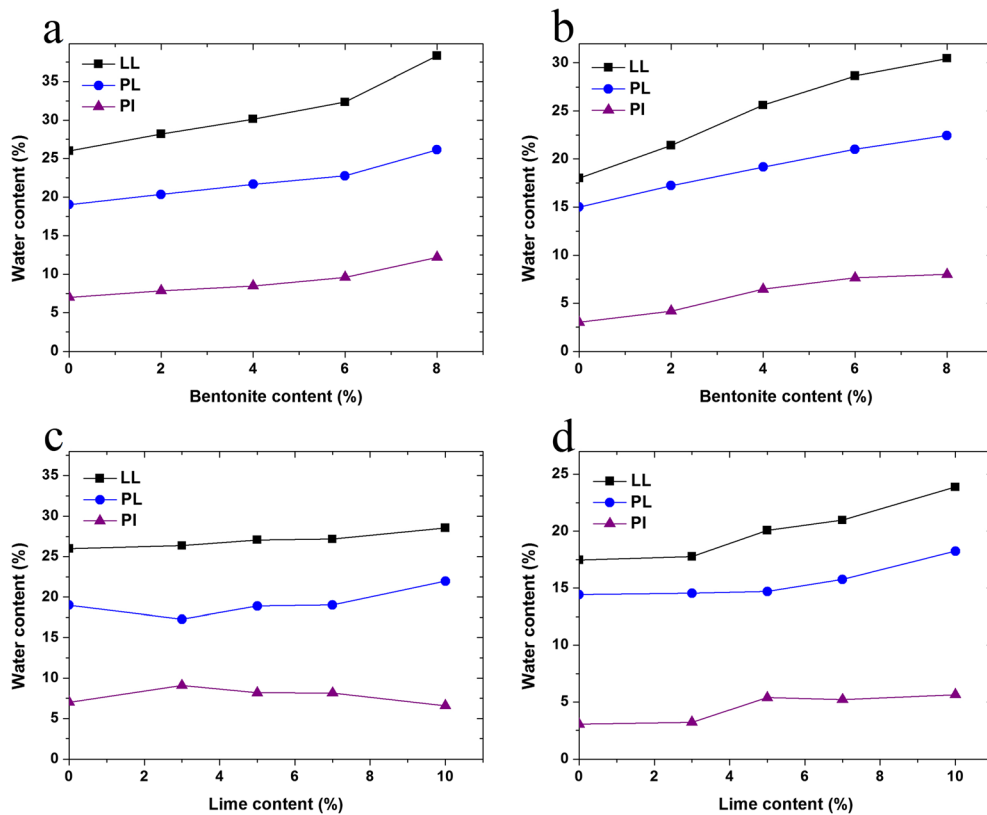 a
LL
PL
PI
Water content (%)
35
30
25
20
15
10
5
0
0 2 4 6 8
Bentonite content (%)
b
LL
PL
PI
Water content (%)
30
25
20
15
10
5
0
0 2 4 6 8
Bentonite content (%)
c
LL
PL
PI
Water content (%)
35
30
25
20
15
10
5
0
0 2 4 6 8 10
Lime content (%)
d
LL
PL
PI
Water content (%)
25
20
15
10
5
0
0 2 4 6 8 10
Lime content (%)